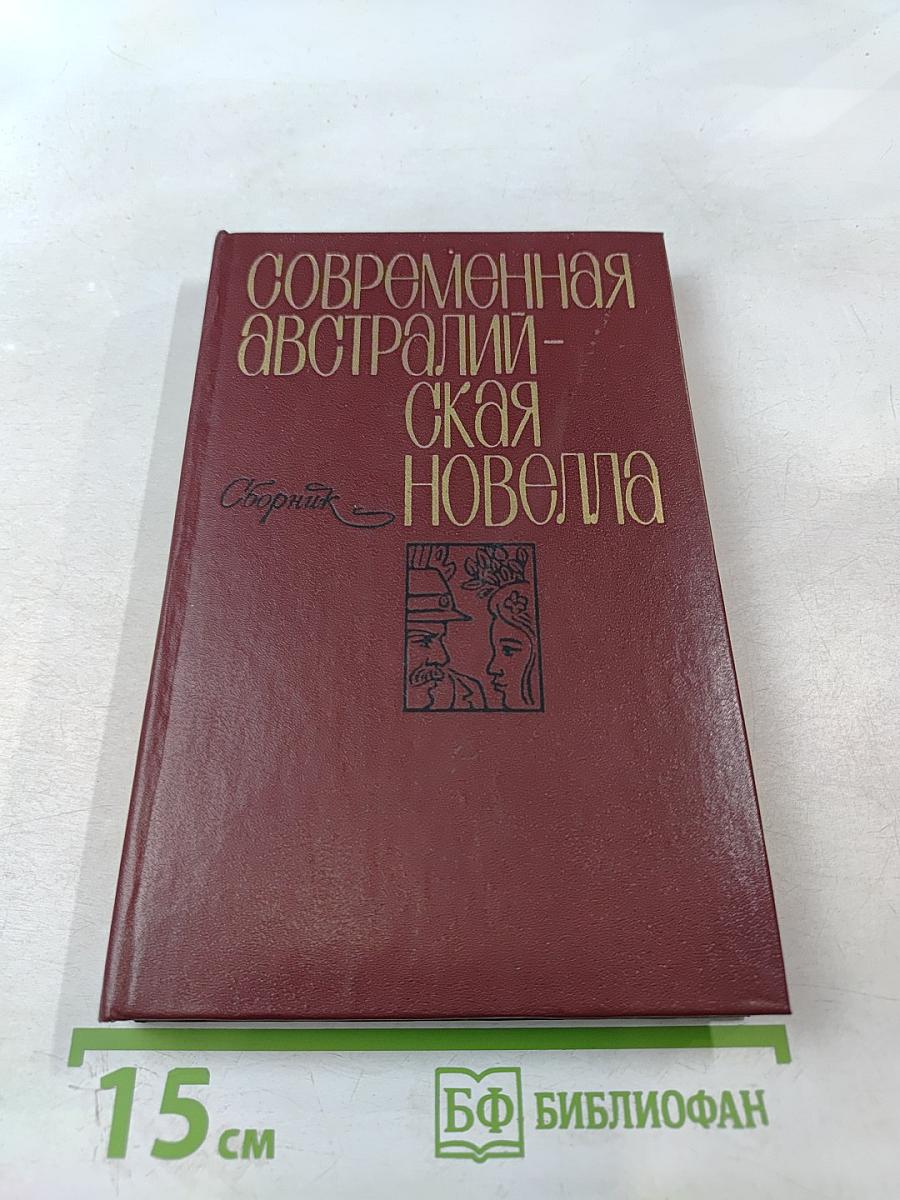 СОВРЕМЕННАЯ
АВСТРАЛИЙ-
СКАЯ
Сборник НОВЕЛЛА
15 см
БФ БИБЛИОФАН